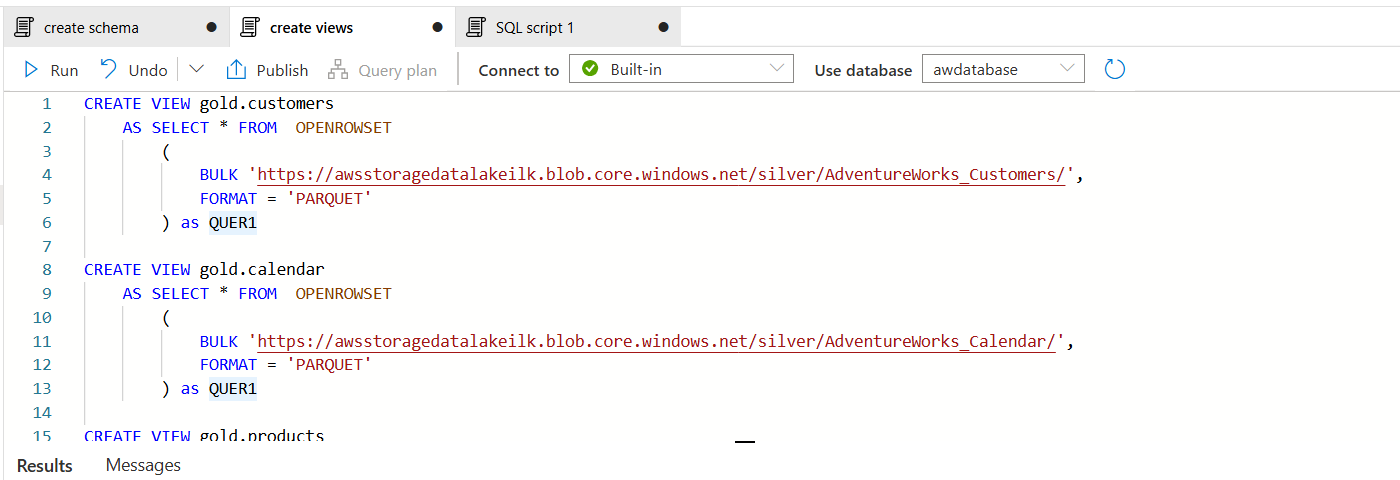 create schema
create views
SQL script 1
Run Undo Publish Query plan Connect to Built-in Use database awdatabase
1 CREATE VIEW gold.customers
2 AS SELECT * FROM  OPENROWSET
3 (
4 BULK 'https://awsstoragedatalakeilk.blob.core.windows.net/silver/AdventureWorks_Customers/',
5 FORMAT = 'PARQUET'
6 ) as QUER1
7
8 CREATE VIEW gold.calendar
9 AS SELECT * FROM  OPENROWSET
10 (
11 BULK 'https://awsstoragedatalakeilk.blob.core.windows.net/silver/AdventureWorks_Calendar/',
12 FORMAT = 'PARQUET'
13 ) as QUER1
14
15 CREATE VIEW gold.products
Results Messages